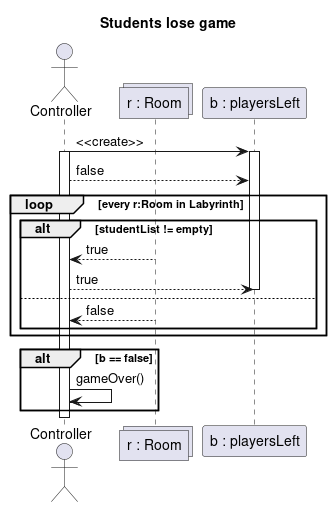 Students lose game
Controller
r : Room
b : playersLeft
<<create>>
false
loop [every r:Room in Labyrinth]
alt [studentList != empty]
true
true
false
alt [b == false]
gameOver()
Controller
r : Room
b : playersLeft